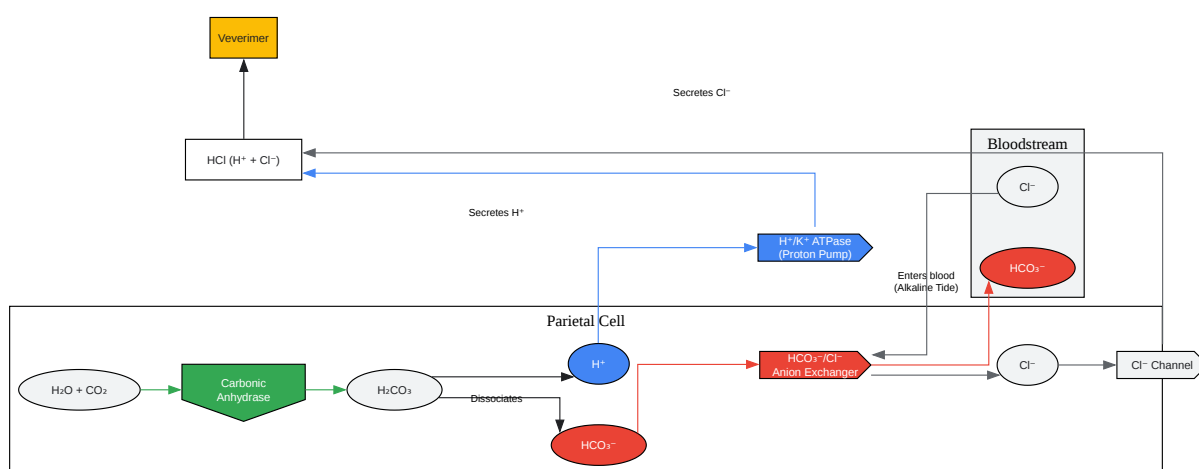 Veverimer
Secretes Cl⁻
HCl (H⁺ + Cl⁻)
Bloodstream
Cl⁻
Secretes H⁺
H⁺/K⁺ ATPase
(Proton Pump)
HCO₃⁻
Enters blood
(Alkaline Tide)
Parietal Cell
H₂O + CO₂
Carbonic
Anhydrase
H₂CO₃
H⁺
HCO₃⁻/Cl⁻
Anion Exchanger
Cl⁻
Cl⁻ Channel
Dissociates
HCO₃⁻